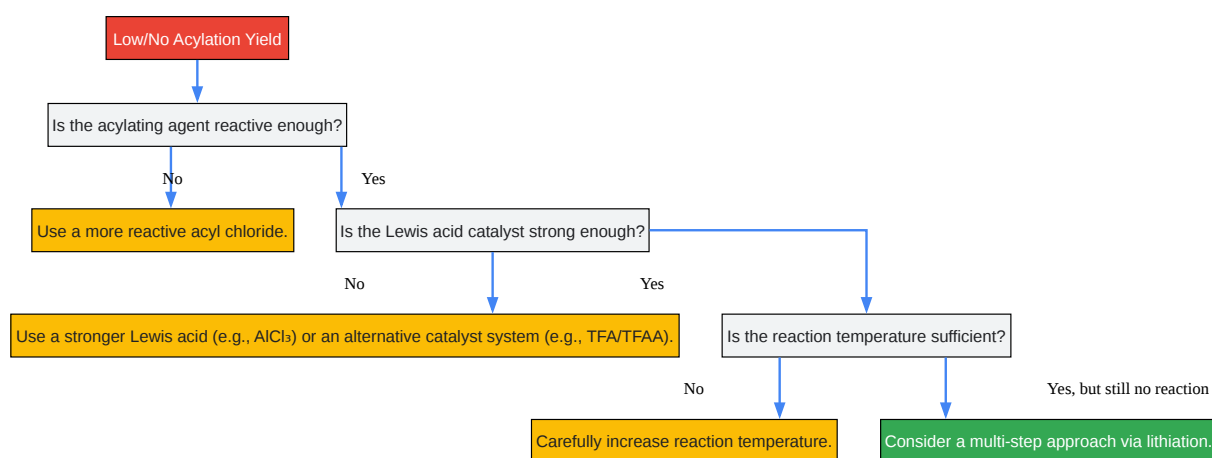 Low/No Acylation Yield
Is the acylating agent reactive enough?
No
Yes
Use a more reactive acyl chloride.
Is the Lewis acid catalyst strong enough?
No
Yes
Use a stronger Lewis acid (e.g., AlCl₃) or an alternative catalyst system (e.g., TFA/TFAA).
Is the reaction temperature sufficient?
No
Yes, but still no reaction
Carefully increase reaction temperature.
Consider a multi-step approach via lithiation.